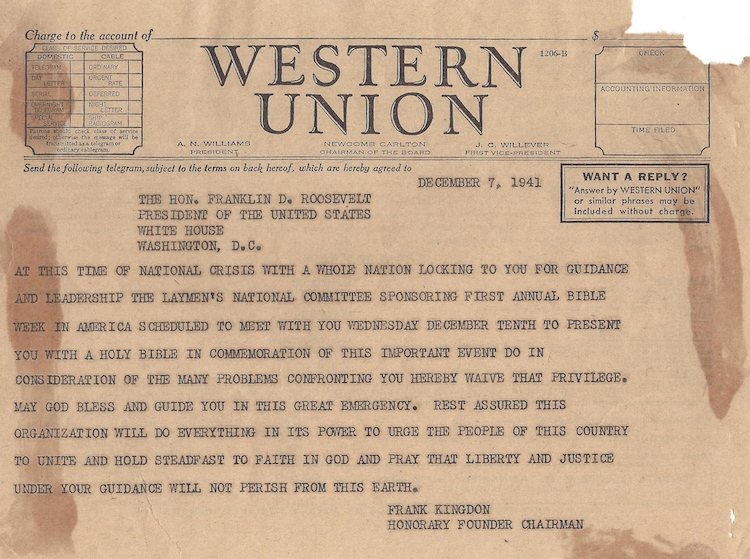 Charge to the account of
$
CLASS OF SERVICE DESIRED
DOMESTIC CABLE
TELEGRAM ORDINARY
DAY LETTER URGENT RATE
SERIAL DEFERRED
OVERNIGHT TELEGRAM NIGHT LETTER
SPECIAL SERVICE SHIP RADIOGRAM
Patrons should check class of service
desired; otherwise the message will be
transmitted as a telegram or
ordinary cablegram.
WESTERN
UNION
1206-B
A. N. WILLIAMS
PRESIDENT
NEWCOMB CARLTON
CHAIRMAN OF THE BOARD
J. C. WILLEVER
FIRST VICE-PRESIDENT
CHECK
ACCOUNTING INFORMATION
TIME FILED
Send the following telegram, subject to the terms on back hereof, which are hereby agreed to
WANT A REPLY?
"Answer by WESTERN UNION"
or similar phrases may be
included without charge.
DECEMBER 7, 1941
THE HON. FRANKLIN D. ROOSEVELT
PRESIDENT OF THE UNITED STATES
WHITE HOUSE
WASHINGTON, D.C.
AT THIS TIME OF NATIONAL CRISIS WITH A WHOLE NATION LOOKING TO YOU FOR GUIDANCE
AND LEADERSHIP THE LAYMEN'S NATIONAL COMMITTEE SPONSORING FIRST ANNUAL BIBLE
WEEK IN AMERICA SCHEDULED TO MEET WITH YOU WEDNESDAY DECEMBER TENTH TO PRESENT
YOU WITH A HOLY BIBLE IN COMMEMORATION OF THIS IMPORTANT EVENT DO IN
CONSIDERATION OF THE MANY PROBLEMS CONFRONTING YOU HEREBY WAIVE THAT PRIVILEGE.
MAY GOD BLESS AND GUIDE YOU IN THIS GREAT EMERGENCY. REST ASSURED THIS
ORGANIZATION WILL DO EVERYTHING IN ITS POWER TO URGE THE PEOPLE OF THIS COUNTRY
TO UNITE AND HOLD STEADFAST TO FAITH IN GOD AND PRAY THAT LIBERTY AND JUSTICE
UNDER YOUR GUIDANCE WILL NOT PERISH FROM THIS EARTH.
FRANK KINGDON
HONORARY FOUNDER CHAIRMAN